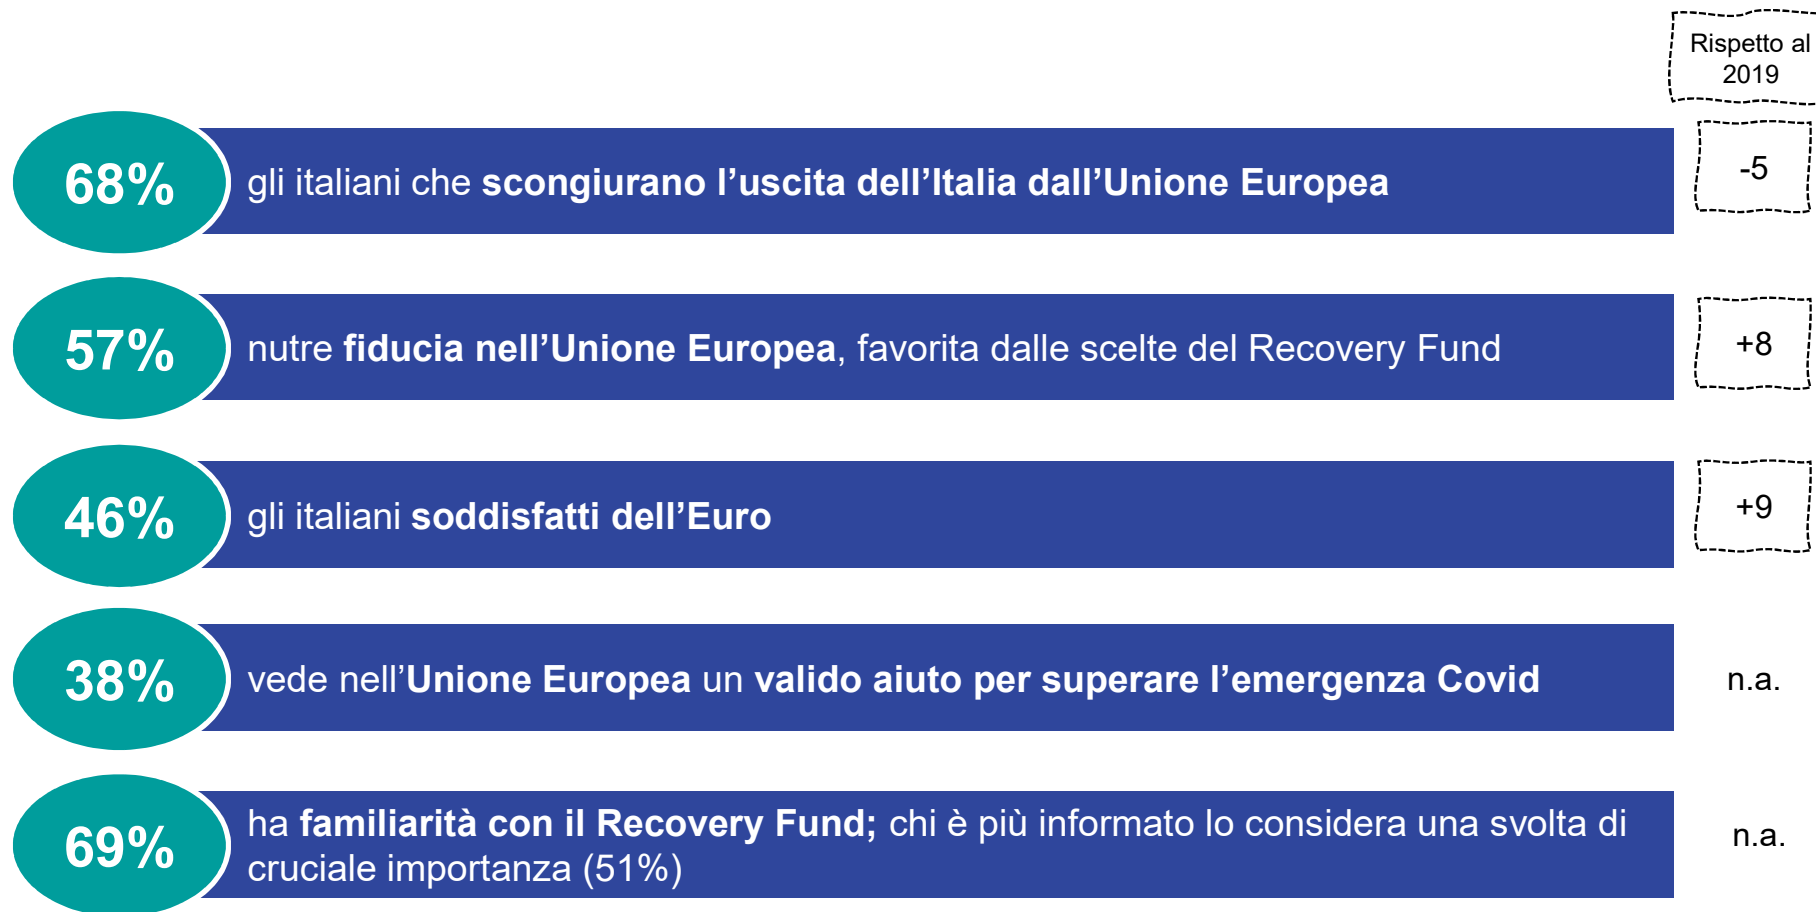 Rispetto al
2019
68%
gli italiani che scongiurano l’uscita dell’Italia dall’Unione Europea
-5
57%
nutre fiducia nell’Unione Europea, favorita dalle scelte del Recovery Fund
+8
46%
gli italiani soddisfatti dell’Euro
+9
38%
vede nell’Unione Europea un valido aiuto per superare l’emergenza Covid
n.a.
69%
ha familiarità con il Recovery Fund; chi è più informato lo considera una svolta di
cruciale importanza (51%)
n.a.